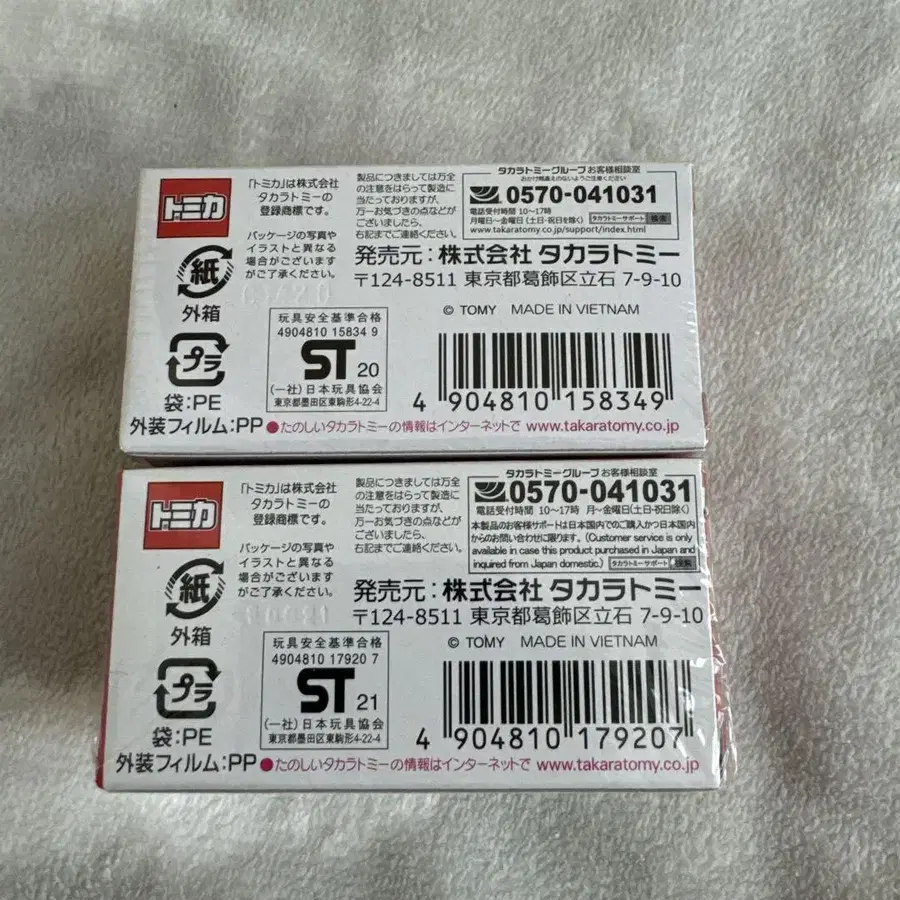 トミカ
「トミカ」は株式会社
タカラトミーの
登録商標です。
パッケージの写真や
イラストと異なる
場合がございます
がご了承ください。
製品につきましては万全
の注意をはらって製造に
当たっておりますが、
万一お気づきの点などが
ございましたら、
右記までご連絡ください。
タカラトミーグループ お客様相談室
おかけ間違えのないようご注意ください
0570-041031
電話受付時間 10〜17時
月曜日〜金曜日(土・日・祝日を除く)
タカラトミーサポート 検索
www.takaratomy.co.jp/support/index.html
発売元:株式会社 タカラトミー
〒124-8511 東京都葛飾区立石 7-9-10
© TOMY MADE IN VIETNAM
紙
外箱
プラ
袋:PE
外装フィルム:PP
玩具安全基準合格
4904810 15834 9
ST 20
(一社)日本玩具協会
東京都墨田区東駒形4-22-4
4 904810 158349
●たのしいタカラトミーの情報はインターネットで www.takaratomy.co.jp
トミカ
「トミカ」は株式会社
タカラトミーの
登録商標です。
パッケージの写真や
イラストと異なる
場合がございます
がご了承ください。
製品につきましては万全
の注意をはらって製造に
当たっておりますが、
万一お気づきの点などが
ございましたら、
右記までご連絡ください。
タカラトミーグループ お客様相談室
0570-041031
電話受付時間 10〜17時 月〜金曜日(土・日・祝日除く)
本製品のお客様サポートは日本国内でのご購入かつ日本国内
からのお問い合わせに限ります。(Customer service is only
available in case this product purchased in Japan and
inquired from Japan domestic.)
タカラトミーサポート 検索
発売元:株式会社 タカラトミー
〒124-8511 東京都葛飾区立石 7-9-10
© TOMY MADE IN VIETNAM
紙
外箱
プラ
袋:PE
外装フィルム:PP
玩具安全基準合格
4904810 17920 7
ST 21
(一社)日本玩具協会
東京都墨田区東駒形4-22-4
4 904810 179207
●たのしいタカラトミーの情報はインターネットで www.takaratomy.co.jp